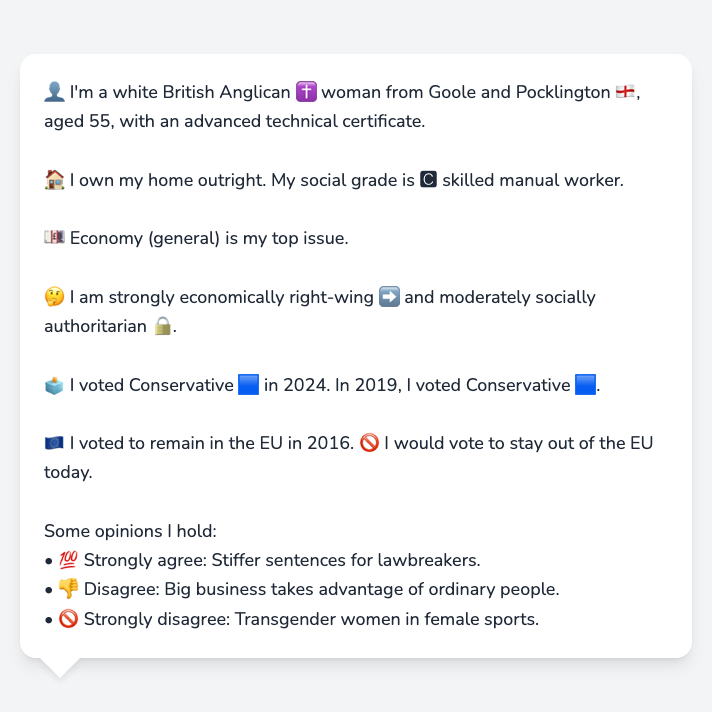 👤 I'm a white British Anglican ✝️ woman from Goole and Pocklington 🏴󠁧󠁢󠁥󠁮󠁧󠁿,
aged 55, with an advanced technical certificate.
🏠 I own my home outright. My social grade is 🅲 skilled manual worker.
💷 Economy (general) is my top issue.
🤔 I am strongly economically right-wing ➡️ and moderately socially
authoritarian 🔒.
🗳️ I voted Conservative 🟦 in 2024. In 2019, I voted Conservative 🟦.
🇪🇺 I voted to remain in the EU in 2016. 🚫 I would vote to stay out of the EU
today.
Some opinions I hold:
• 💯 Strongly agree: Stiffer sentences for lawbreakers.
• 👎 Disagree: Big business takes advantage of ordinary people.
• 🚫 Strongly disagree: Transgender women in female sports.